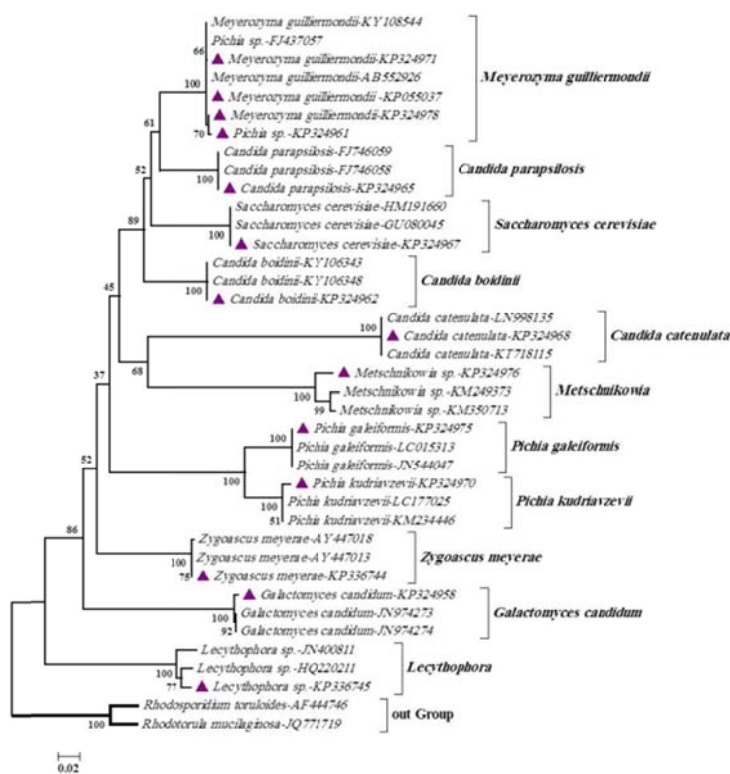 Meyerozyma guilliermondii-KY108544
Pichia sp.-FJ437057
66
Meyerozyma guilliermondii-KP324971
Meyerozyma guilliermondii
100
Meyerozyma guilliermondii-AB552926
Meyerozyma guilliermondii -KP055037
Meyerozyma guilliermondii-KP324978
70
Pichia sp.-KP324961
61
Candida parapsilosis-FJ746059
Candida parapsilosis-FJ746058
Candida parapsilosis
100
Candida parapsilosis-KP324965
52
Saccharomyces cerevisiae-HM191660
Saccharomyces cerevisiae-GU080045
Saccharomyces cerevisiae
100
Saccharomyces cerevisiae-KP324967
89
Candida boidinii-KY106343
Candida boidinii-KY106348
Candida boidinii
100
Candida boidinii-KP324962
45
Candida catenulata-LN998135
100
Candida catenulata-KP324968
Candida catenulata
Candida catenulata-KT718115
68
Metschnikowia sp.-KP324976
100
Metschnikowia sp.-KM249373
Metschnikowia
99
Metschnikowia sp.-KM350713
37
Pichia galeiformis-KP324975
100
Pichia galeiformis-LC015313
Pichia galeiformis
Pichia galeiformis-JN544047
100
Pichia kudriavzevii-KP324970
100
Pichia kudriavzevii-LC177025
Pichia kudriavzevii
51
Pichia kudriavzevii-KM234446
52
Zygoascus meyerae-AY447018
100
Zygoascus meyerae-AY447013
Zygoascus meyerae
75
Zygoascus meyerae-KP336744
86
Galactomyces candidum-KP324958
100
Galactomyces candidum-JN974273
Galactomyces candidum
92
Galactomyces candidum-JN974274
Lecythophora sp.-JN400811
100
Lecythophora sp.-HQ220211
Lecythophora
77
Lecythophora sp.-KP336745
Rhodosporidium toruloides-AF444746
out Group
100
Rhodotorula mucilaginosa-JQ771719
0.02